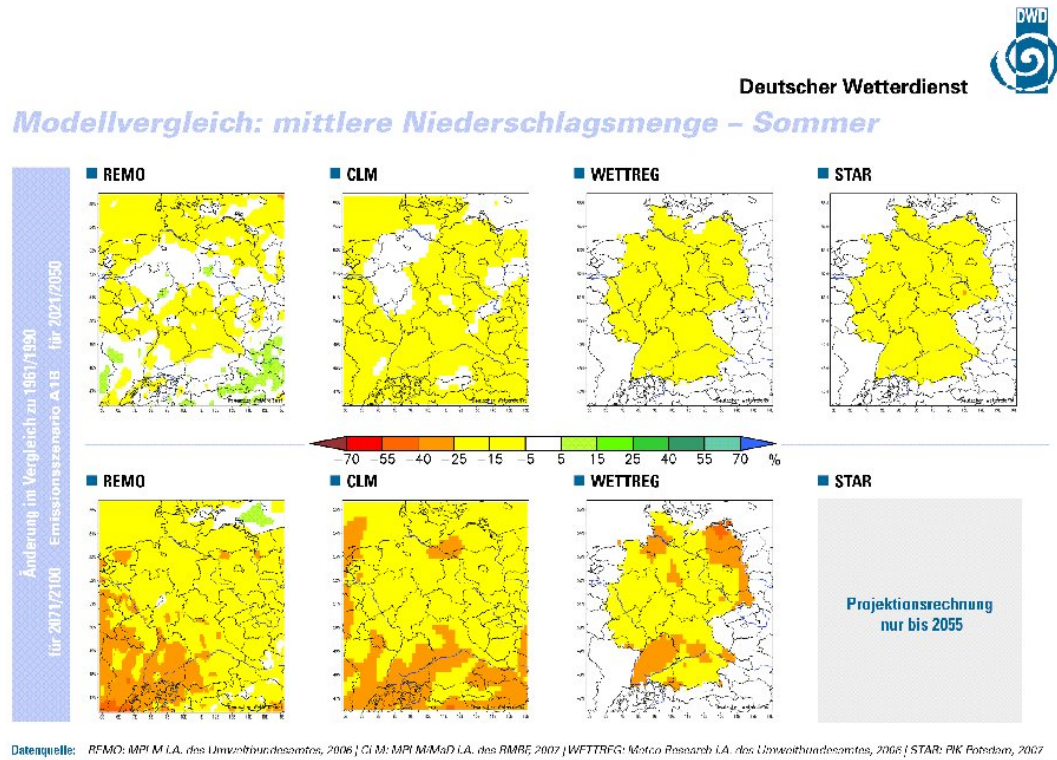 DWD
Deutscher Wetterdienst
Modellvergleich: mittlere Niederschlagsmenge – Sommer
Änderung im Vergleich zu 1961/1990
für 2071/2100 Emissionsszenario A1B für 2021/2050
REMO
CLM
WETTREG
STAR
-70 -55 -40 -25 -15 -5 5 15 25 40 55 70 %
REMO
CLM
WETTREG
STAR
Projektionsrechnung
nur bis 2055
Datenquelle: REMO: MPI-M i.A. des Umweltbundesamtes, 2006 | CLM: MPI-M/MaD i.A. des BMBF, 2007 | WETTREG: Meteo Research i.A. des Umweltbundesamtes, 2006 | STAR: PIK Potsdam, 2007